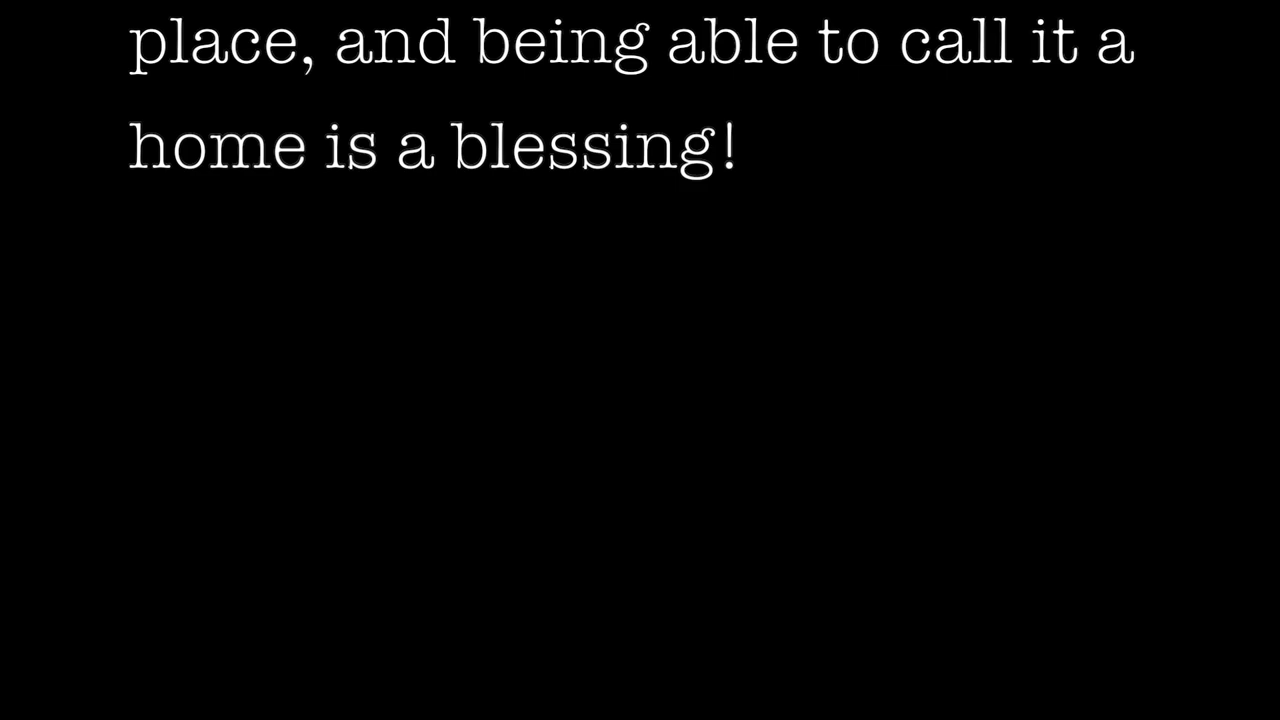 place, and being able to call it a
home is a blessing!